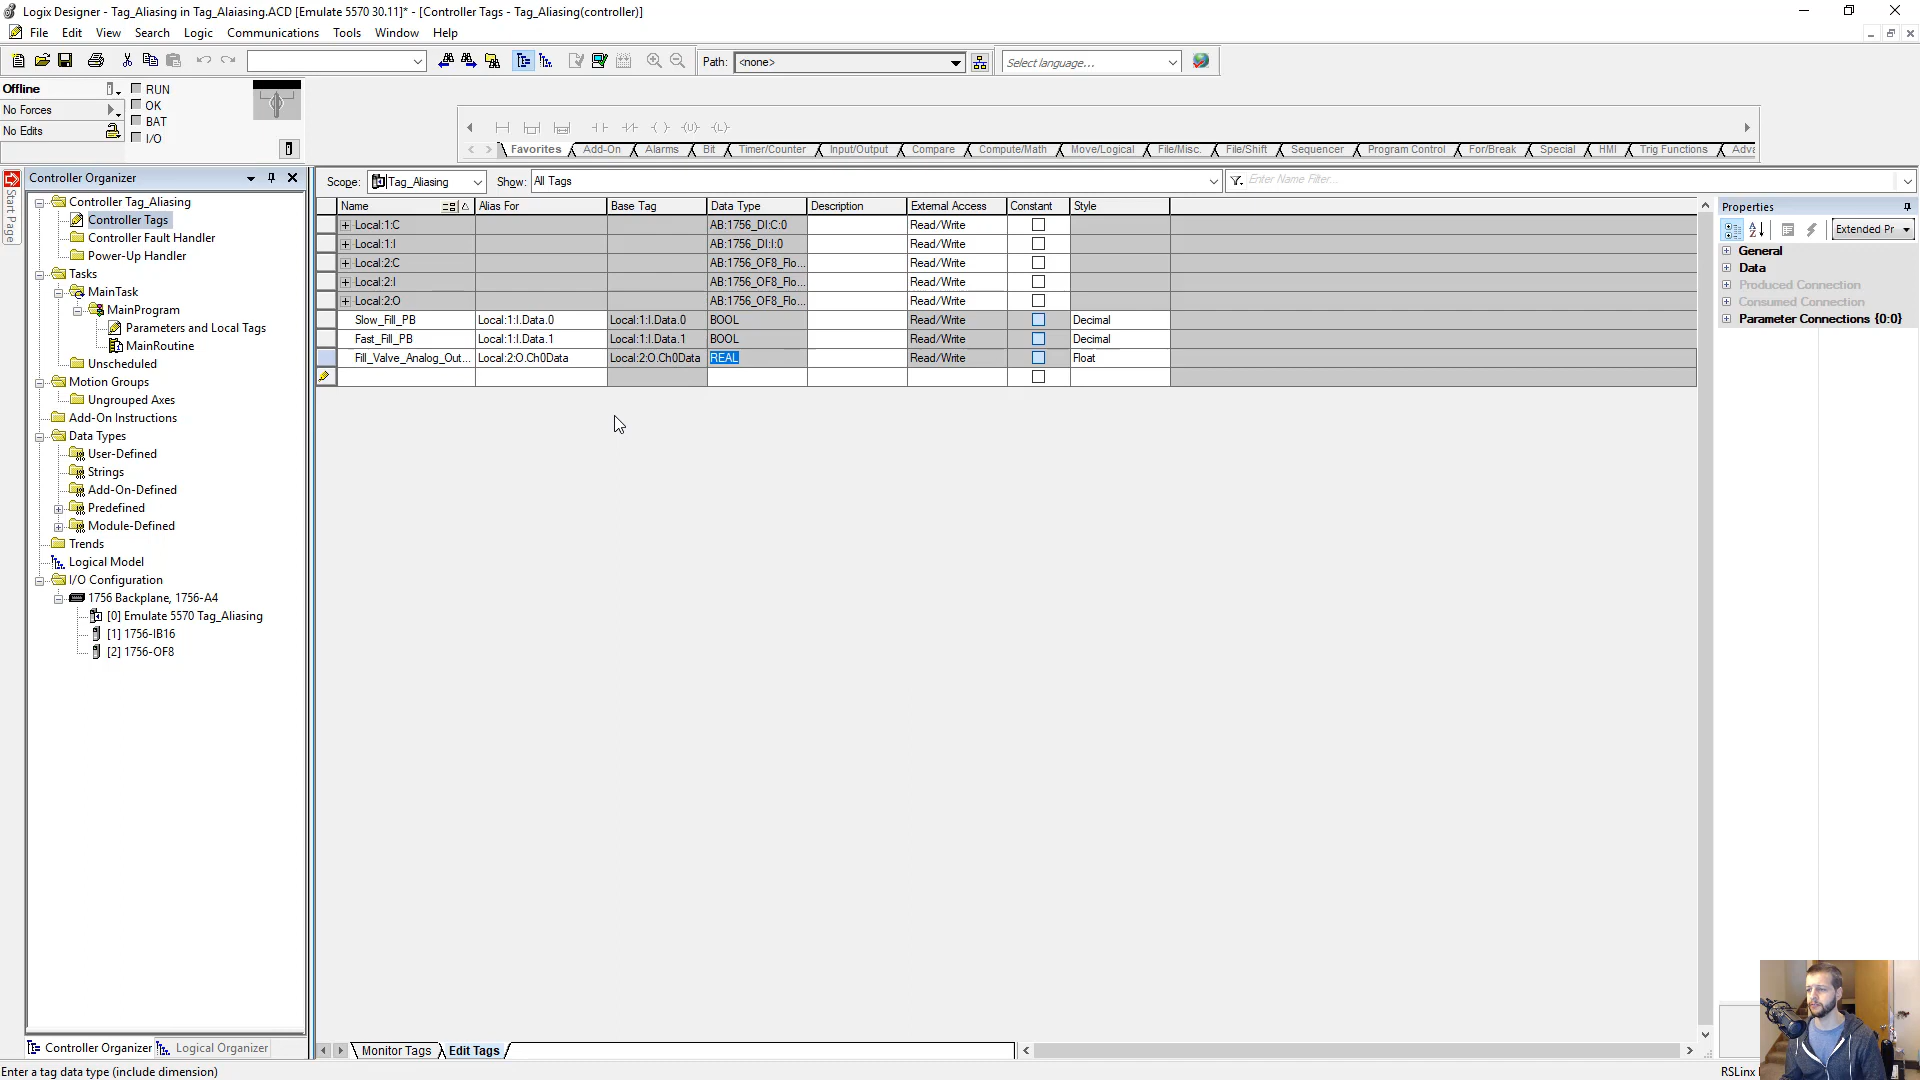 Logix Designer - Tag_Aliasing in Tag_Alaiasing.ACD [Emulate 5570 30.11]* - [Controller Tags - Tag_Aliasing(controller)]
File Edit View Search Logic Communications Tools Window Help
Path: <none> Select language...
Offline RUN
No Forces OK
No Edits BAT
I/O
Favorites Add-On Alarms Bit Timer/Counter Input/Output Compare Compute/Math Move/Logical File/Misc. File/Shift Sequencer Program Control For/Break Special HMI Trig Functions Adva
Start Page
Controller Organizer
Controller Tag_Aliasing
Controller Tags
Controller Fault Handler
Power-Up Handler
Tasks
MainTask
MainProgram
Parameters and Local Tags
MainRoutine
Unscheduled
Motion Groups
Ungrouped Axes
Add-On Instructions
Data Types
User-Defined
Strings
Add-On-Defined
Predefined
Module-Defined
Trends
Logical Model
I/O Configuration
1756 Backplane, 1756-A4
[0] Emulate 5570 Tag_Aliasing
[1] 1756-IB16
[2] 1756-OF8
Controller Organizer Logical Organizer
Scope: Tag_Aliasing Show: All Tags Enter Name Filter...
Name Alias For Base Tag Data Type Description External Access Constant Style
Local:1:C AB:1756_DI:C:0 Read/Write
Local:1:I AB:1756_DI:I:0 Read/Write
Local:2:C AB:1756_OF8_Flo... Read/Write
Local:2:I AB:1756_OF8_Flo... Read/Write
Local:2:O AB:1756_OF8_Flo... Read/Write
Slow_Fill_PB Local:1:I.Data.0 Local:1:I.Data.0 BOOL Read/Write Decimal
Fast_Fill_PB Local:1:I.Data.1 Local:1:I.Data.1 BOOL Read/Write Decimal
Fill_Valve_Analog_Out... Local:2:O.Ch0Data Local:2:O.Ch0Data REAL Read/Write Float
Monitor Tags Edit Tags
Properties
Extended Pr
General
Data
Produced Connection
Consumed Connection
Parameter Connections {0:0}
Enter a tag data type (include dimension)
RSLinx